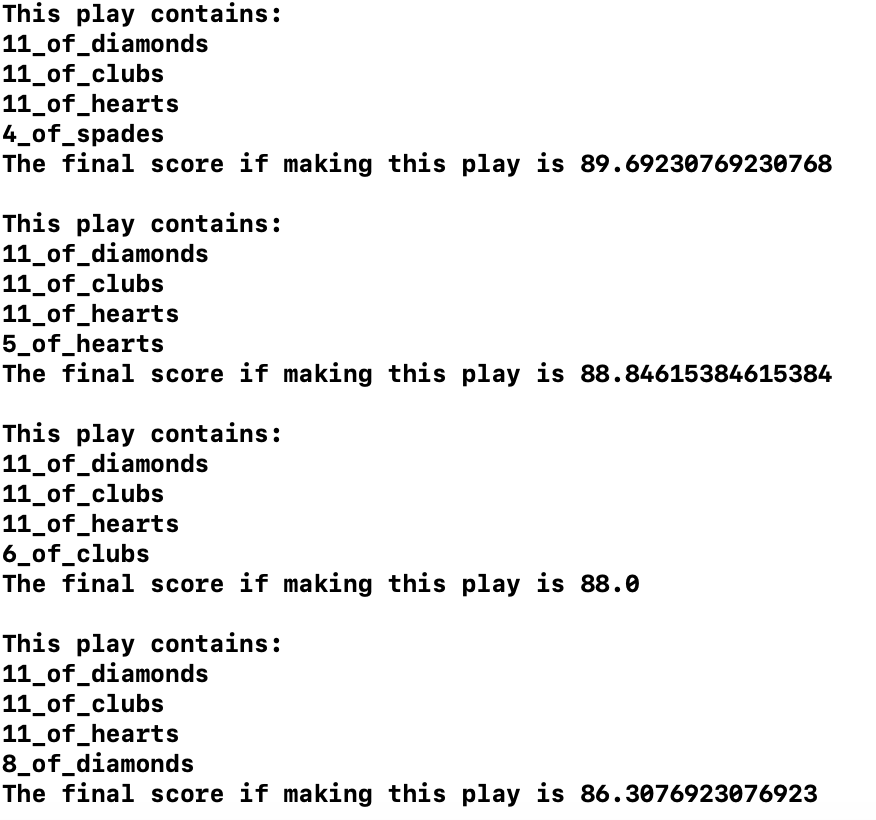 This play contains:
11_of_diamonds
11_of_clubs
11_of_hearts
4_of_spades
The final score if making this play is 89.69230769230768
This play contains:
11_of_diamonds
11_of_clubs
11_of_hearts
5_of_hearts
The final score if making this play is 88.84615384615384
This play contains:
11_of_diamonds
11_of_clubs
11_of_hearts
6_of_clubs
The final score if making this play is 88.0
This play contains:
11_of_diamonds
11_of_clubs
11_of_hearts
8_of_diamonds
The final score if making this play is 86.3076923076923